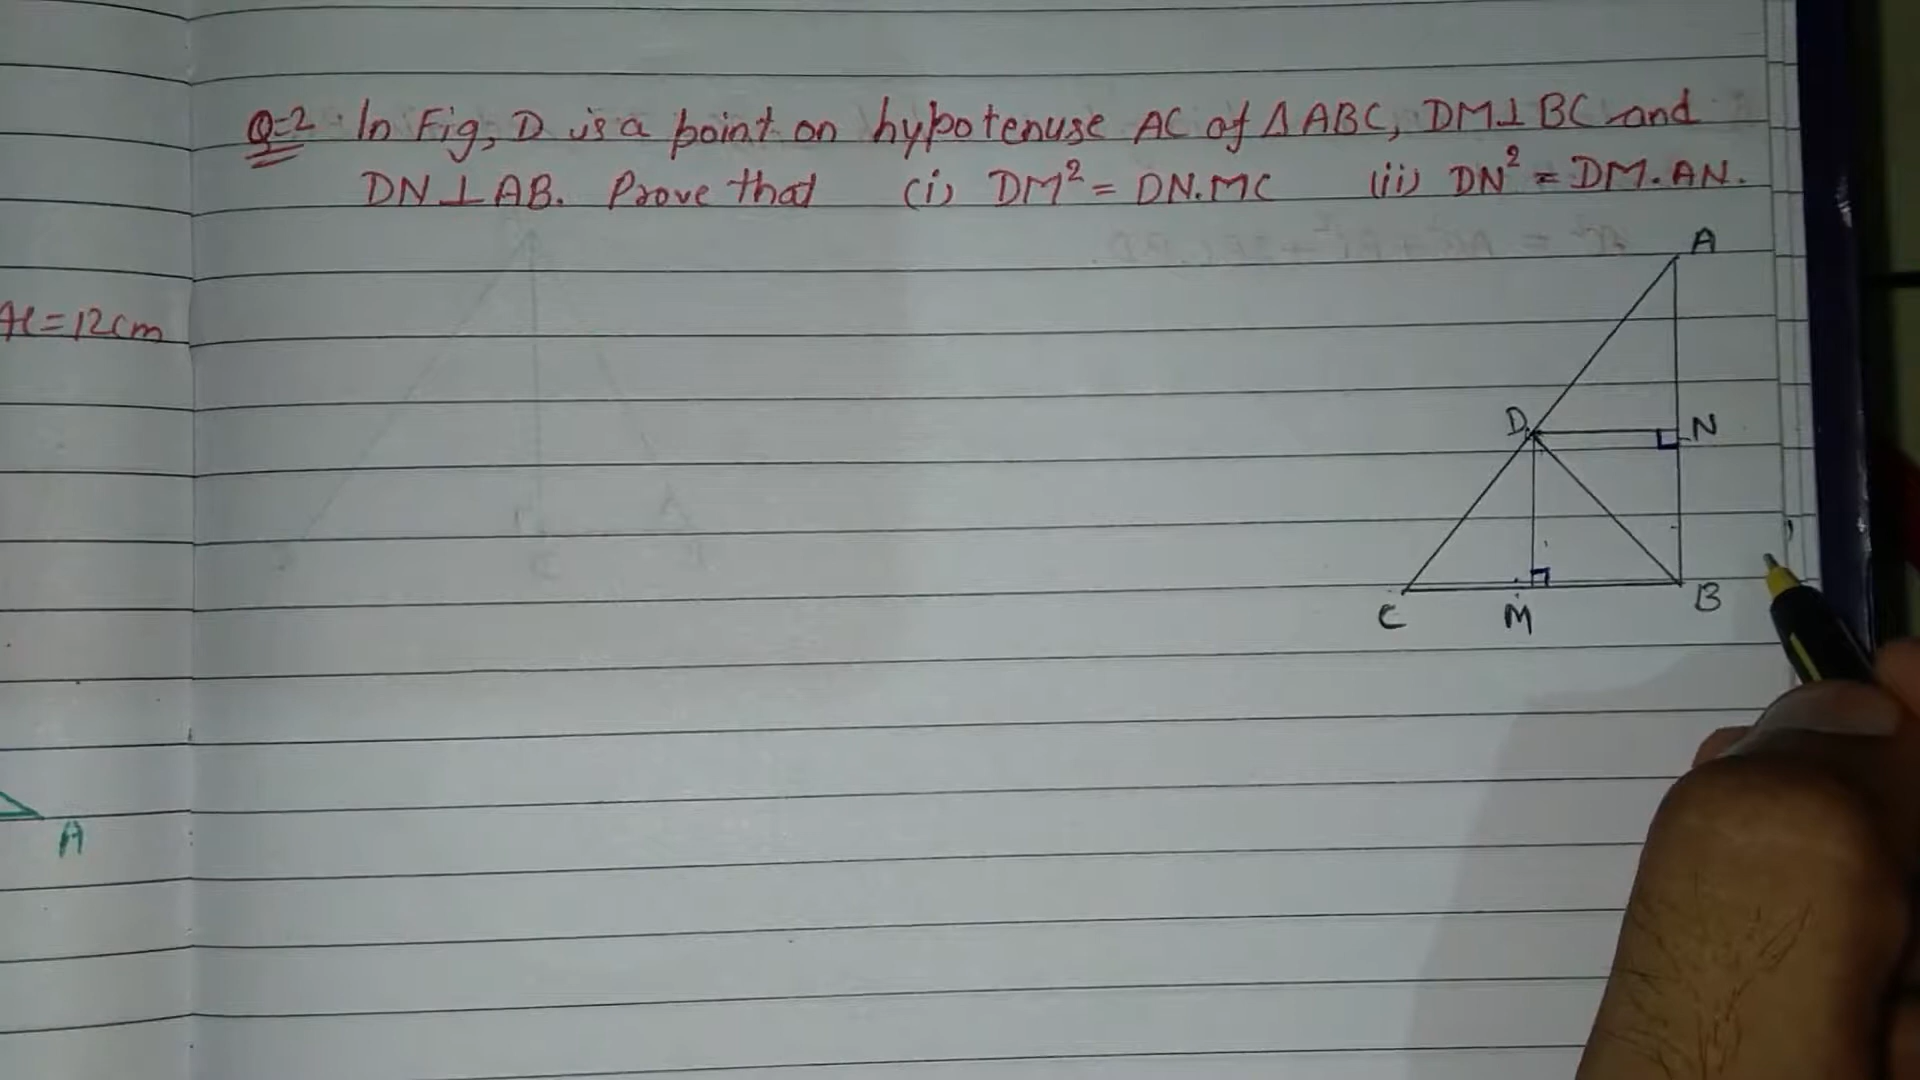 Q-2 In Fig, D is a point on hypotenuse AC of ΔABC, DM⊥BC and
DN⊥AB. Prove that (i) DM² = DN.MC (ii) DN² = DM.AN.
A
AC=12cm
D
N
C
M
B
A